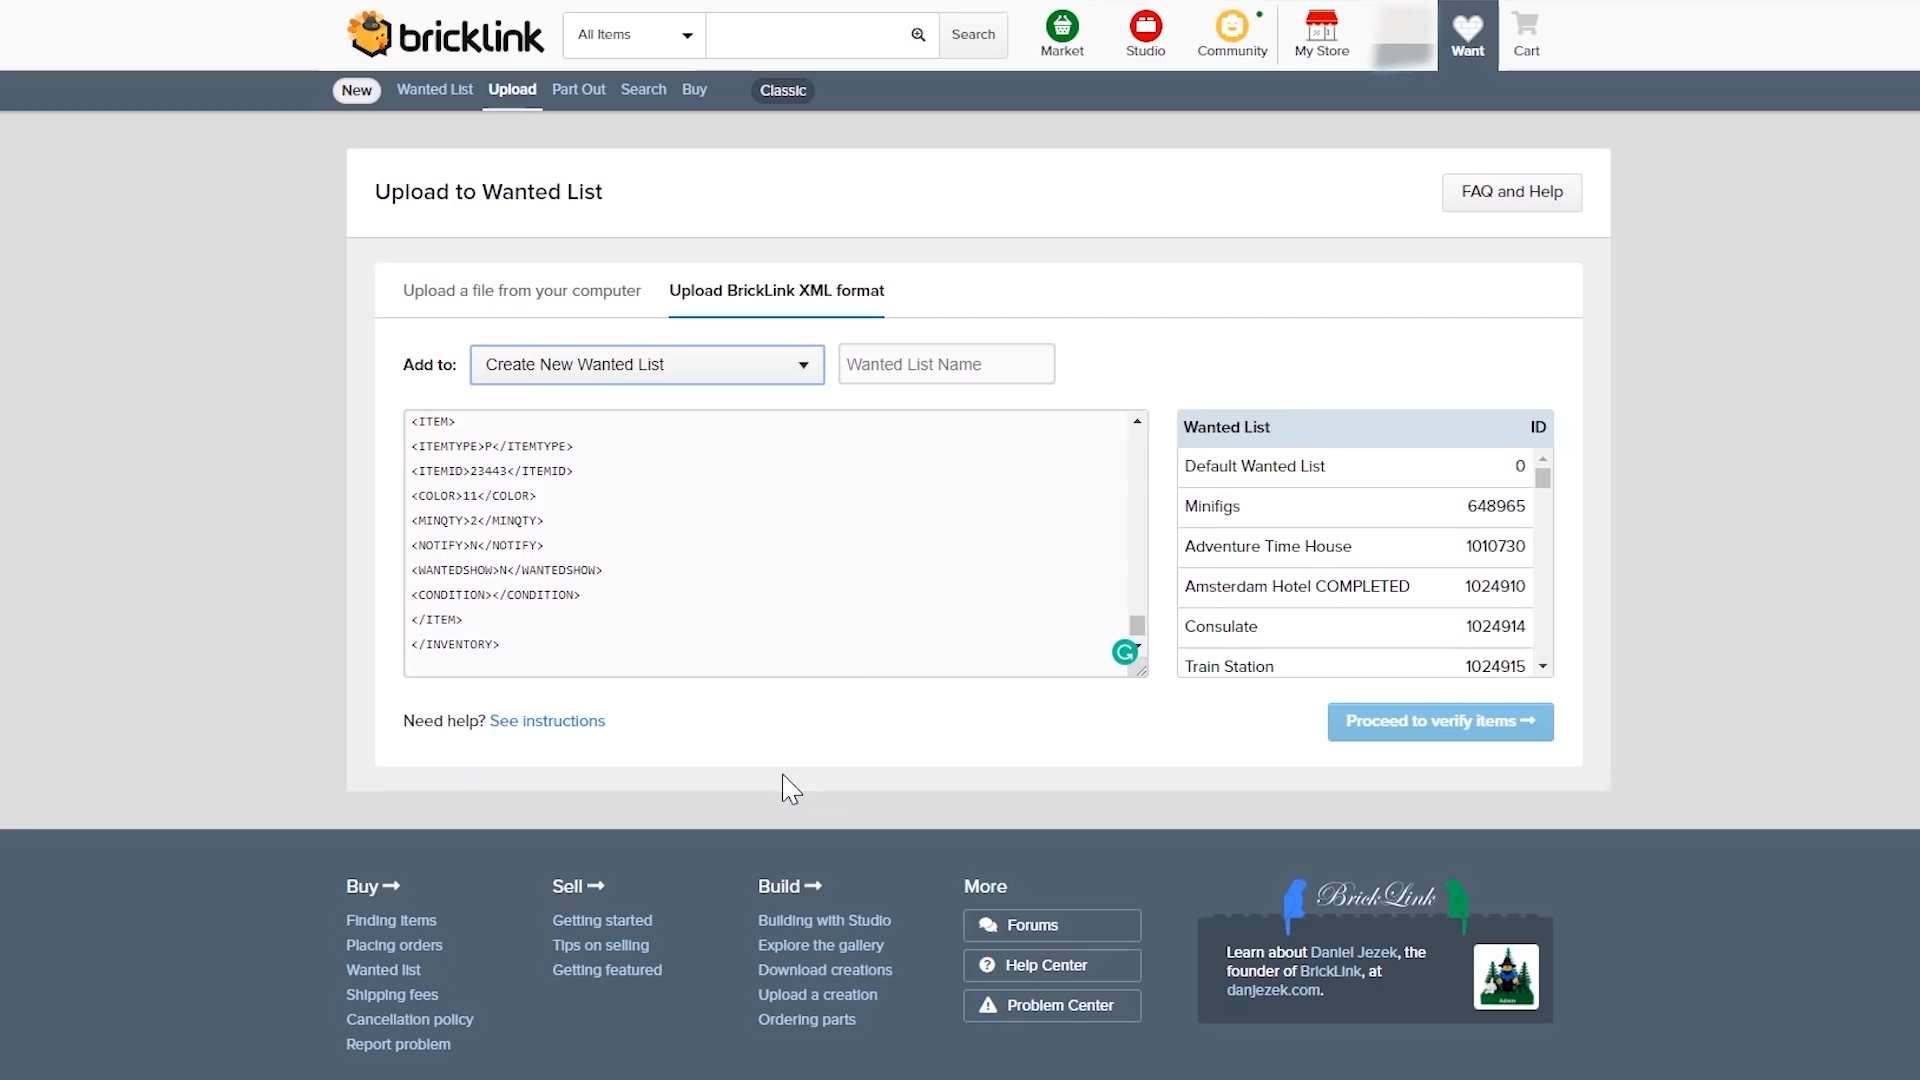 bricklink
All Items
Search
Market
Studio
Community
My Store
Want
Cart
New
Wanted List
Upload
Part Out
Search
Buy
Classic
Upload to Wanted List
FAQ and Help
Upload a file from your computer
Upload BrickLink XML format
Add to:
Create New Wanted List
Wanted List Name
<ITEM>
<ITEMTYPE>P</ITEMTYPE>
<ITEMID>23443</ITEMID>
<COLOR>11</COLOR>
<MINQTY>2</MINQTY>
<NOTIFY>N</NOTIFY>
<WANTEDSHOW>N</WANTEDSHOW>
<CONDITION></CONDITION>
</ITEM>
</INVENTORY>
Wanted List ID
Default Wanted List 0
Minifigs 648965
Adventure Time House 1010730
Amsterdam Hotel COMPLETED 1024910
Consulate 1024914
Train Station 1024915
Need help? See instructions
Proceed to verify items
Buy
Finding items
Placing orders
Wanted list
Shipping fees
Cancellation policy
Report problem
Sell
Getting started
Tips on selling
Getting featured
Build
Building with Studio
Explore the gallery
Download creations
Upload a creation
Ordering parts
More
Forums
Help Center
Problem Center
BrickLink
Learn about Daniel Jezek, the
founder of BrickLink, at
danjezek.com.
Admin